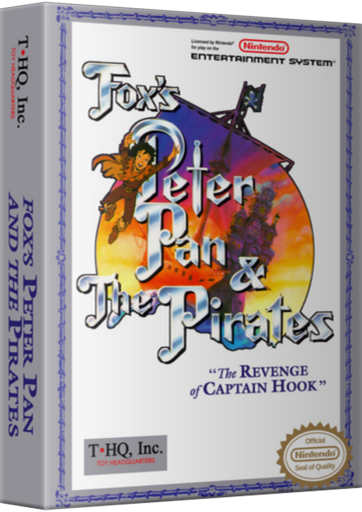 T•HQ, Inc.
TOY HEADQUARTERS
FOX'S PETER PAN
AND THE PIRATES
Licensed by Nintendo®
for play on the
Nintendo®
ENTERTAINMENT SYSTEM®
Fox's
Peter
Pan
&
The Pirates
"The REVENGE
of CAPTAIN HOOK"
T•HQ, Inc.
TOY HEADQUARTERS
Official
Nintendo®
Seal of Quality